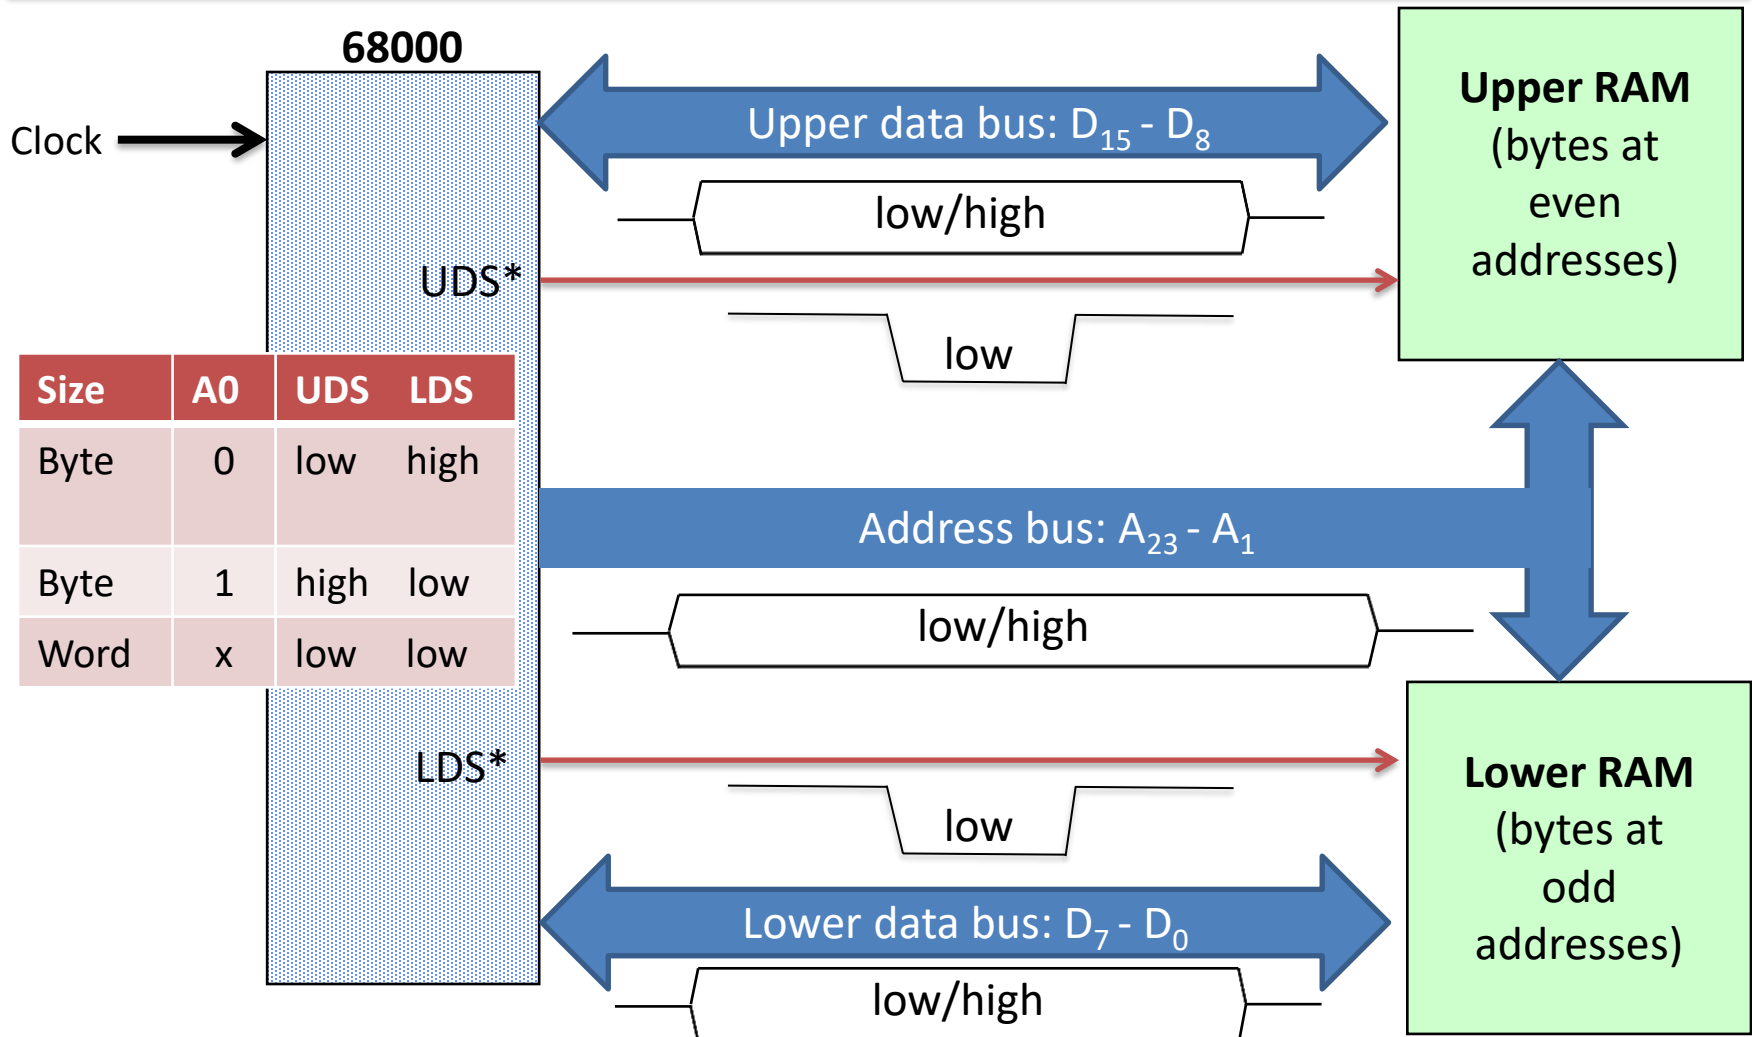 68000
Clock
Upper data bus: D15 - D8
low/high
Upper RAM
(bytes at
even
addresses)
UDS*
low
Size A0 UDS LDS
Byte 0 low high
Byte 1 high low
Word x low low
Address bus: A23 - A1
low/high
LDS*
low
Lower RAM
(bytes at
odd
addresses)
Lower data bus: D7 - D0
low/high